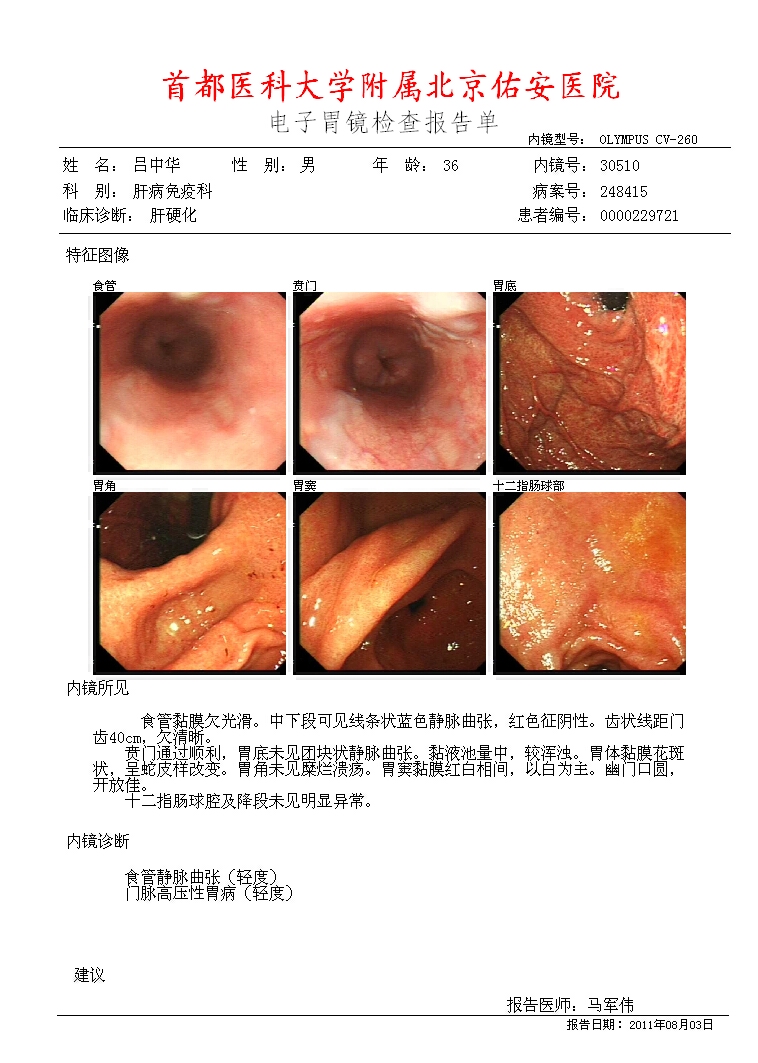 首都医科大学附属北京佑安医院
电子胃镜检查报告单
内镜型号: OLYMPUS CV-260
姓 名: 吕中华 性 别: 男 年 龄: 36 内镜号: 30510
科 别: 肝病免疫科 病案号: 248415
临床诊断: 肝硬化 患者编号: 0000229721
特征图像
食管 贲门 胃底
胃角 胃窦 十二指肠球部
内镜所见
食管黏膜欠光滑。中下段可见线条状蓝色静脉曲张，红色征阴性。齿状线距门
齿40cm，欠清晰。
贲门通过顺利，胃底未见团块状静脉曲张。黏液池量中，较浑浊。胃体黏膜花斑
状，呈蛇皮样改变。胃角未见糜烂溃疡。胃窦黏膜红白相间，以白为主。幽门口圆，
开放佳。
十二指肠球腔及降段未见明显异常。
内镜诊断
食管静脉曲张（轻度）
门脉高压性胃病（轻度）
建议
报告医师: 马军伟
报告日期: 2011年08月03日